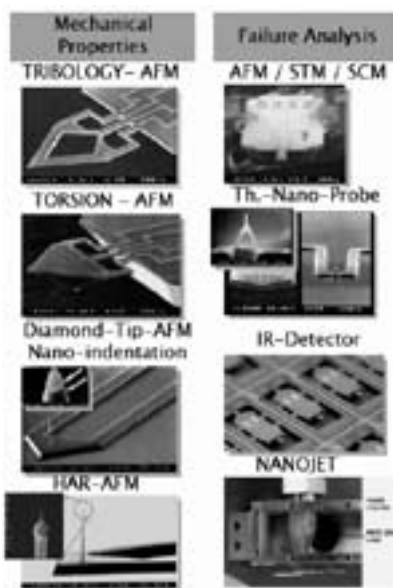 Mechanical
Properties
TRIBOLOGY- AFM
TORSION - AFM
Diamond-Tip-AFM
Nano-indentation
HAR-AFM
Failure Analysis
AFM / STM / SCM
Th.-Nano-Probe
IR-Detector
NANOJET